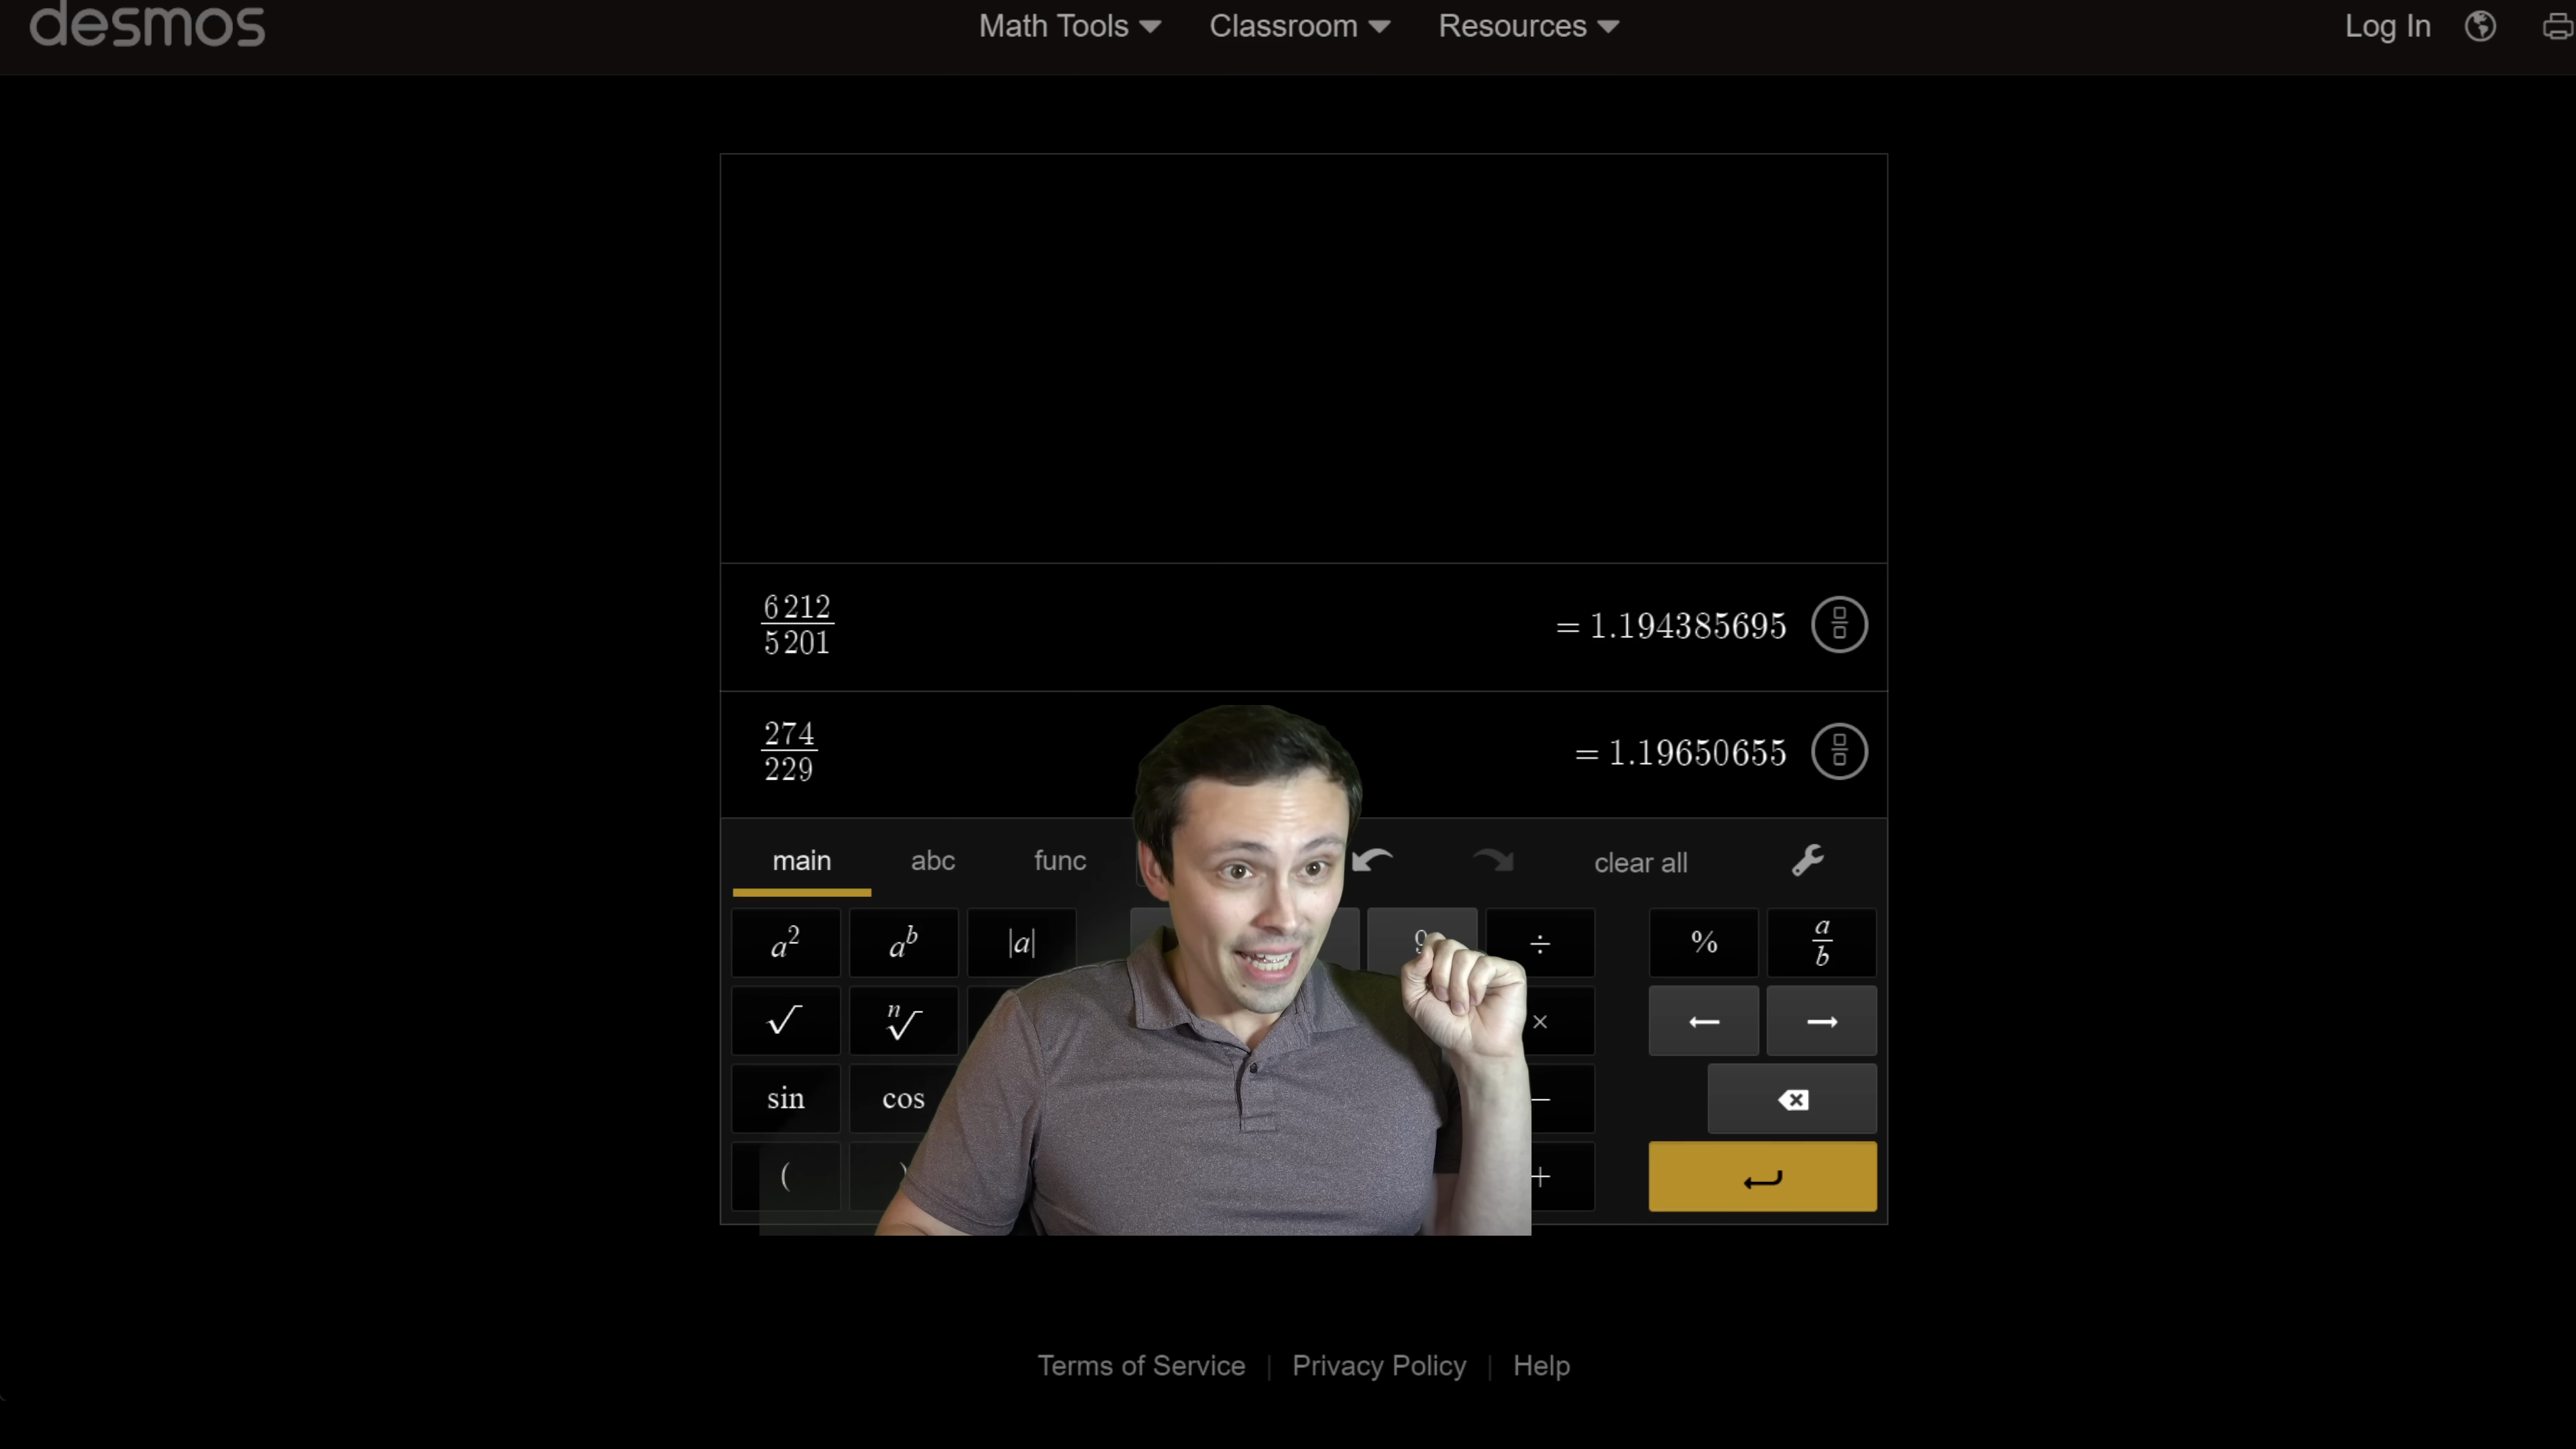 desmos
Math Tools Classroom Resources Log In
6212
5201
= 1.194385695
274
229
= 1.19650655
main abc func clear all
a² aᵇ |a| 9 ÷ % a/b
√ ⁿ√ × ← →
sin cos −
( ) +
Terms of Service | Privacy Policy | Help